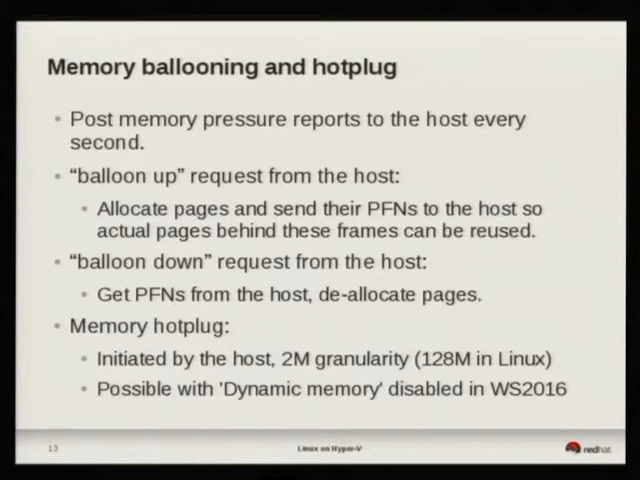 Memory ballooning and hotplug
• Post memory pressure reports to the host every
second.
• “balloon up” request from the host:
• Allocate pages and send their PFNs to the host so
actual pages behind these frames can be reused.
• “balloon down” request from the host:
• Get PFNs from the host, de-allocate pages.
• Memory hotplug:
• Initiated by the host, 2M granularity (128M in Linux)
• Possible with 'Dynamic memory' disabled in WS2016
13
Linux on Hyper-V
redhat.